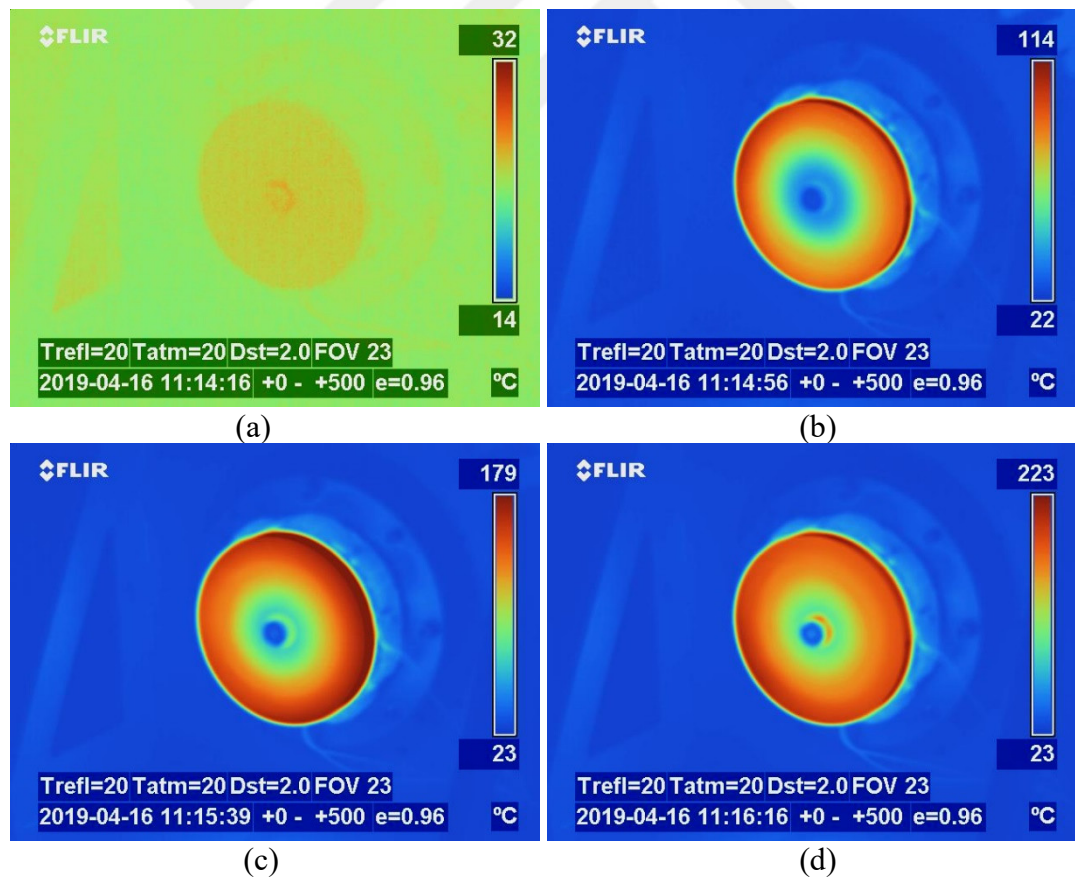 FLIR
32
14
Trefl=20 Tatm=20 Dst=2.0 FOV 23
2019-04-16 11:14:16 +0 - +500 e=0.96 ºC
(a)
FLIR
114
22
Trefl=20 Tatm=20 Dst=2.0 FOV 23
2019-04-16 11:14:56 +0 - +500 e=0.96 ºC
(b)
FLIR
179
23
Trefl=20 Tatm=20 Dst=2.0 FOV 23
2019-04-16 11:15:39 +0 - +500 e=0.96 ºC
(c)
FLIR
223
23
Trefl=20 Tatm=20 Dst=2.0 FOV 23
2019-04-16 11:16:16 +0 - +500 e=0.96 ºC
(d)